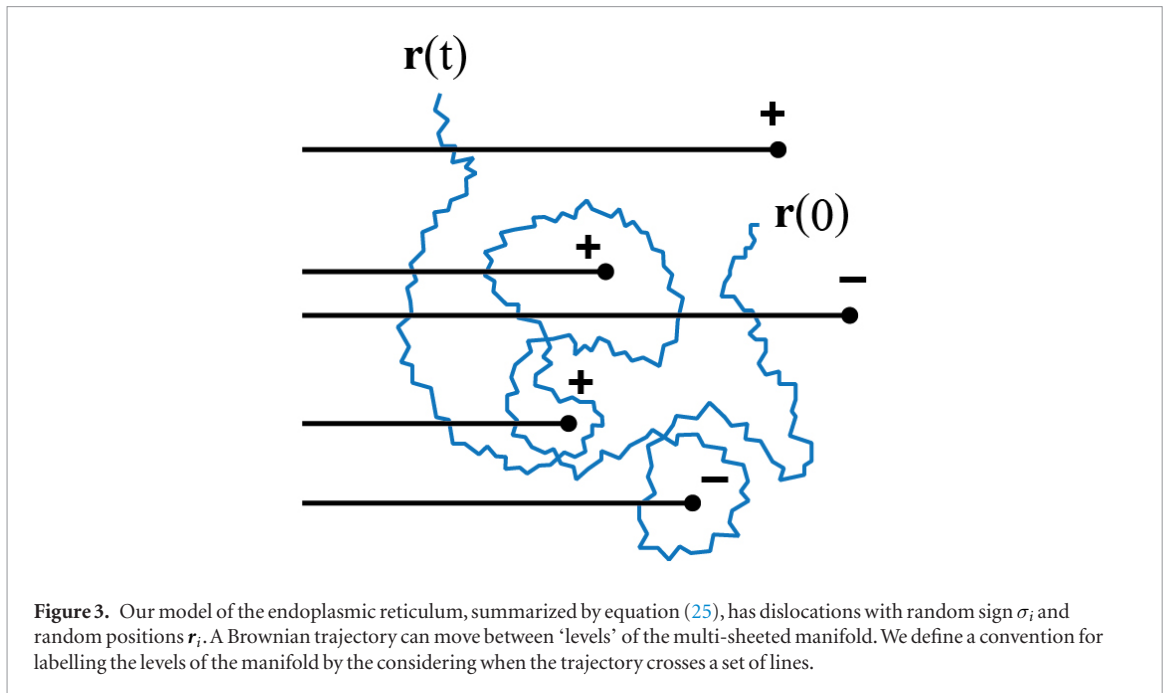 r(t)
+
r(0)
+
−
+
−
Figure 3. Our model of the endoplasmic reticulum, summarized by equation (25), has dislocations with random sign σᵢ and
random positions rᵢ. A Brownian trajectory can move between ‘levels’ of the multi-sheeted manifold. We define a convention for
labelling the levels of the manifold by the considering when the trajectory crosses a set of lines.